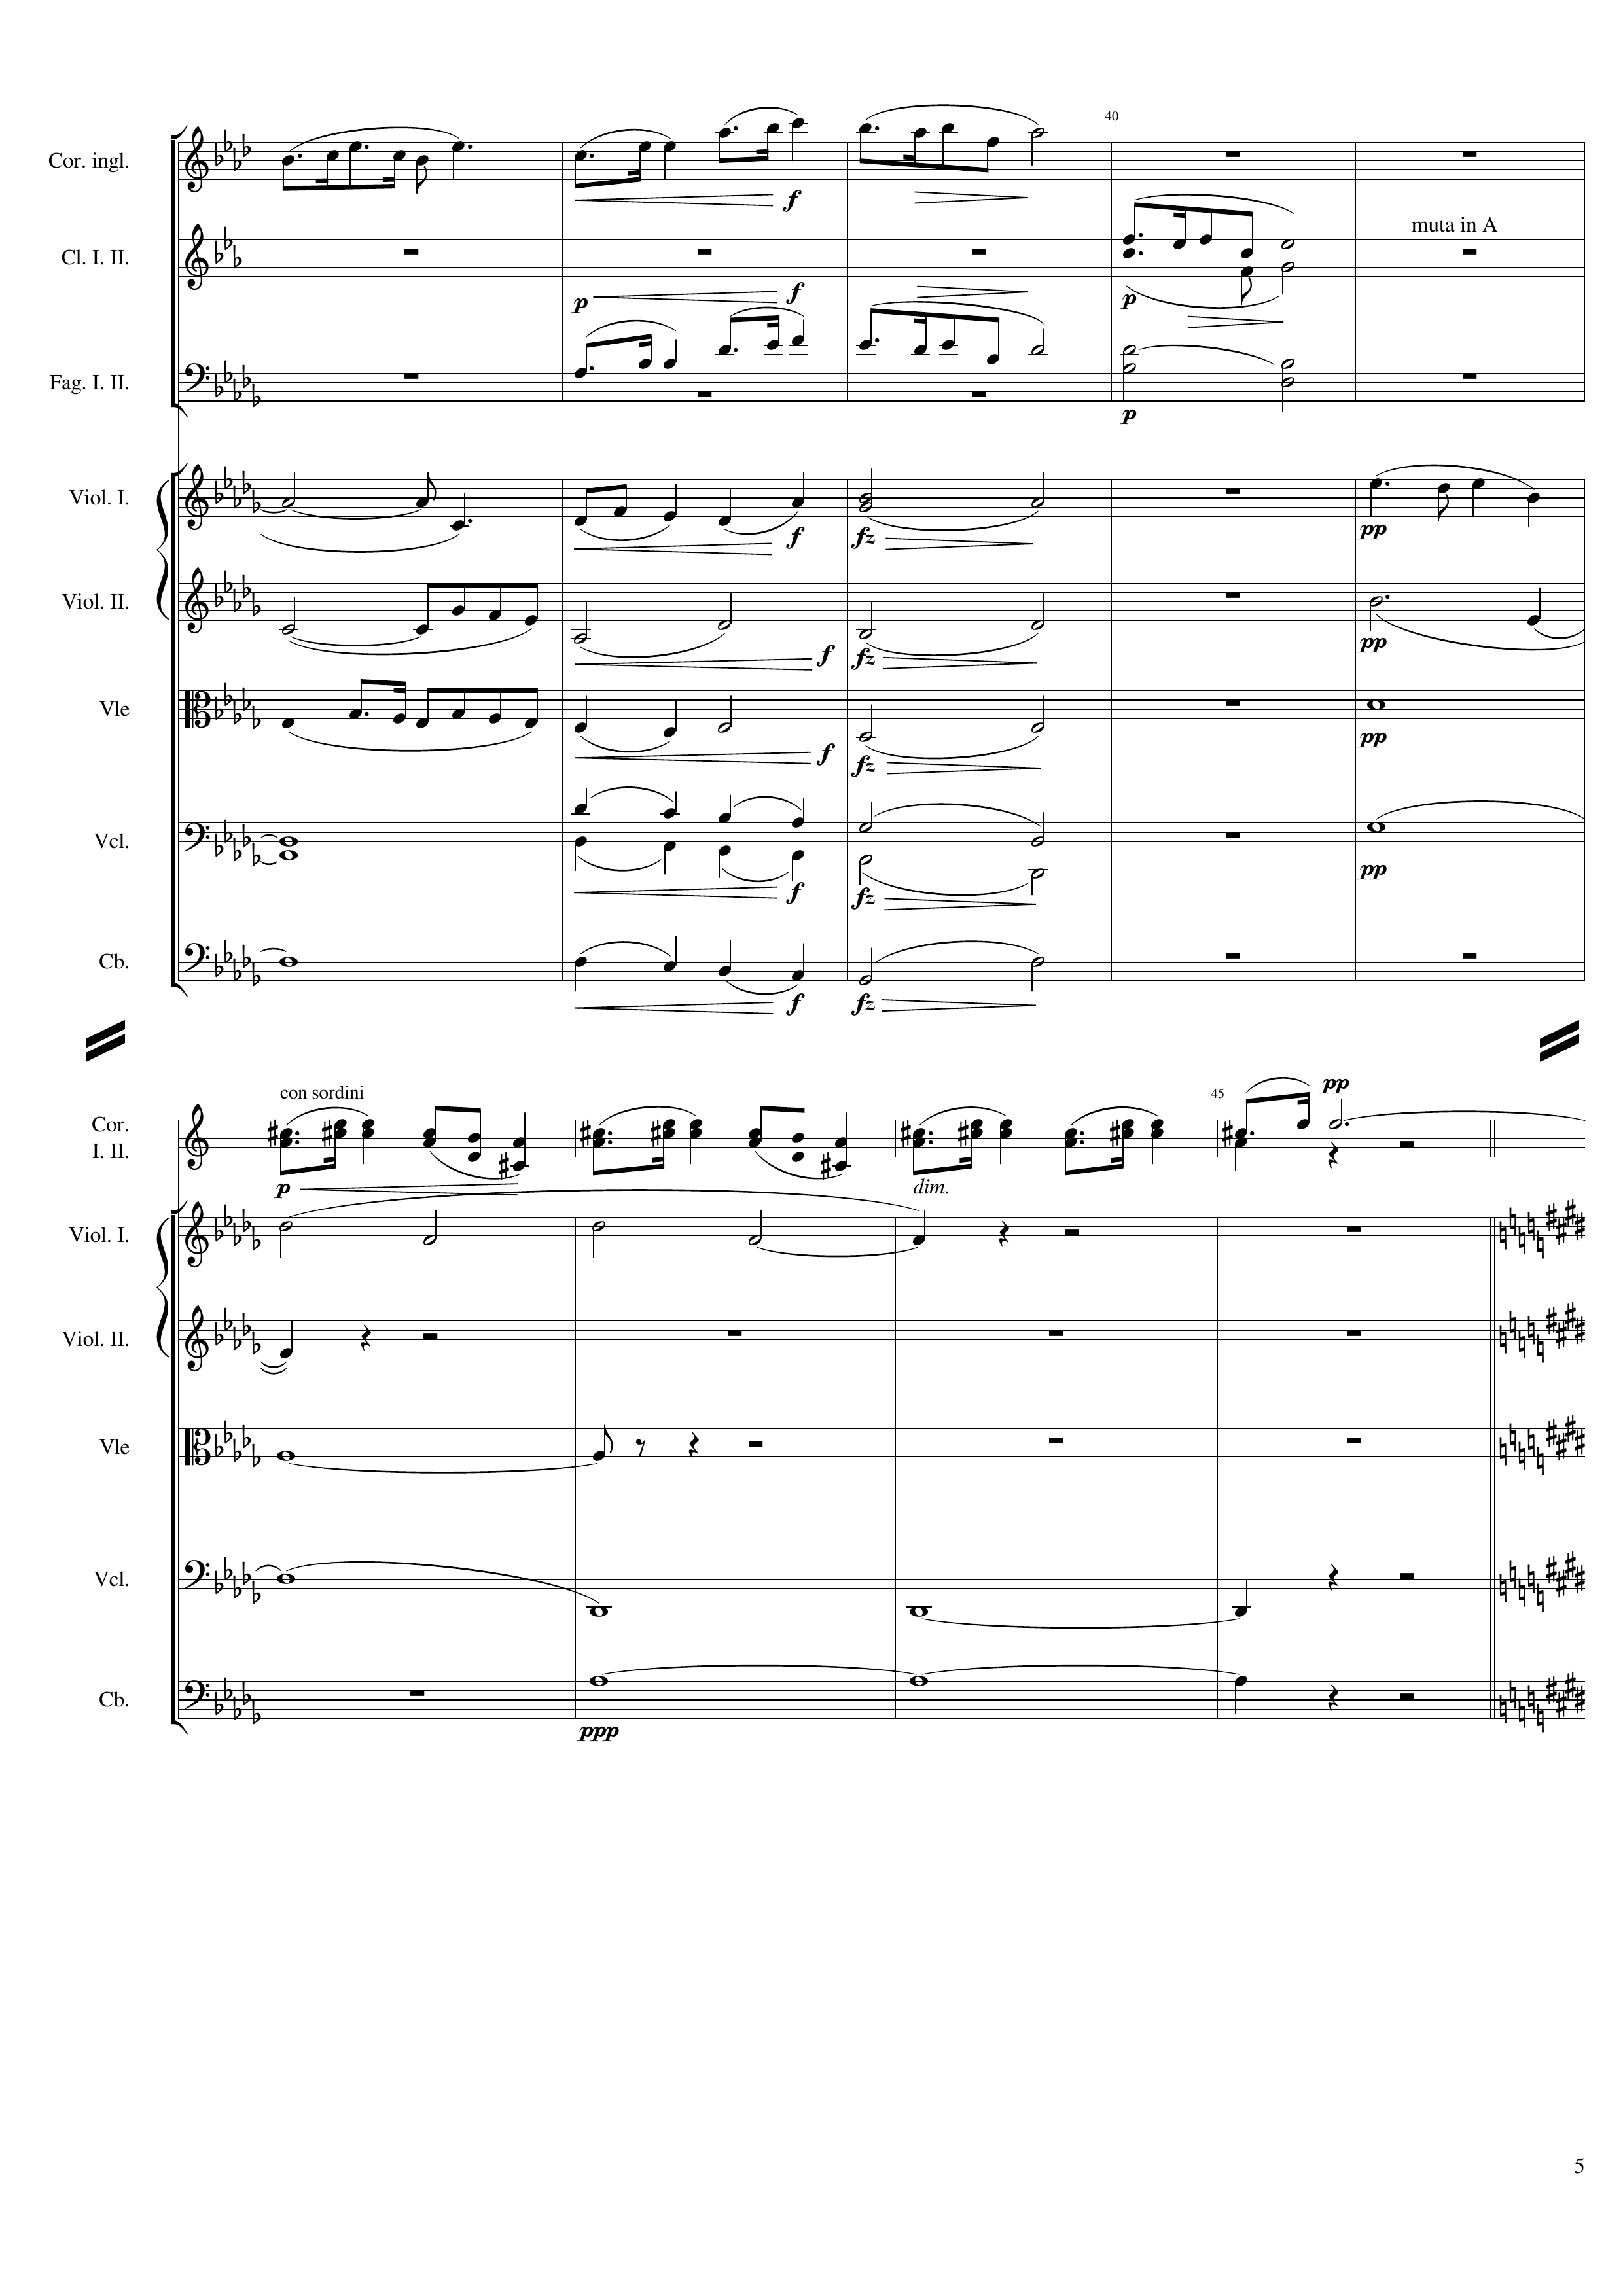 40
Cor. ingl.
f
muta in A
Cl. I. II.
p
f
p
Fag. I. II.
p
Viol. I.
f
fz
pp
Viol. II.
f
fz
pp
Vle
f
fz
pp
Vcl.
f
fz
pp
Cb.
f
fz
con sordini
45
pp
Cor.
I. II.
p
dim.
Viol. I.
Viol. II.
Vle
Vcl.
Cb.
ppp
5